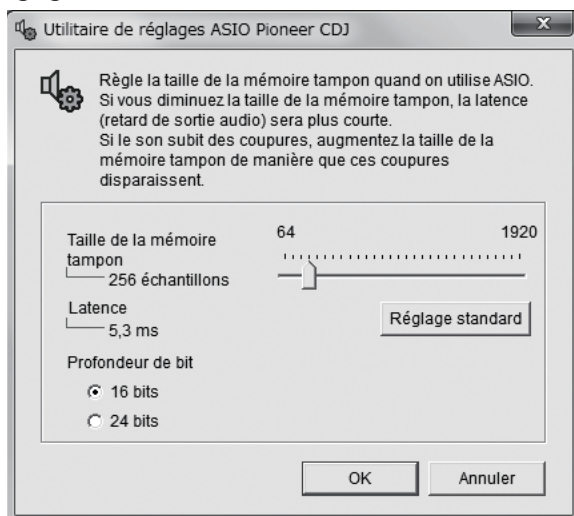 Utilitaire de réglages ASIO Pioneer CDJ
Règle la taille de la mémoire tampon quand on utilise ASIO.
Si vous diminuez la taille de la mémoire tampon, la latence
(retard de sortie audio) sera plus courte.
Si le son subit des coupures, augmentez la taille de la
mémoire tampon de manière que ces coupures
disparaissent.
Taille de la mémoire
tampon
256 échantillons
64
1920
Latence
5,3 ms
Réglage standard
Profondeur de bit
16 bits
24 bits
OK
Annuler